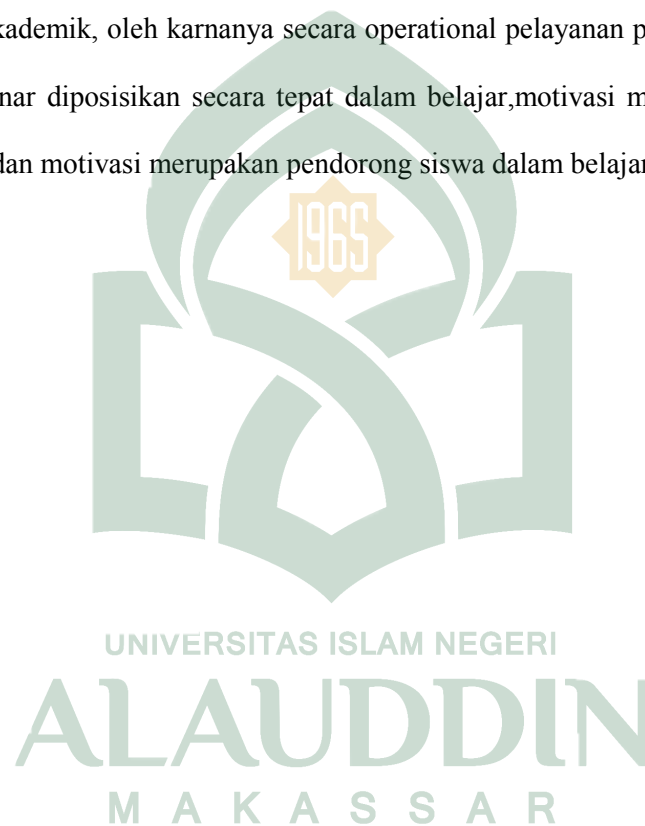 kademik, oleh karnanya secara operational pelayanan p
nar diposisikan secara tepat dalam belajar,motivasi m
dan motivasi merupakan pendorong siswa dalam belajar
1965
UNIVERSITAS ISLAM NEGERI
ALAUDDIN
MAKASSAR